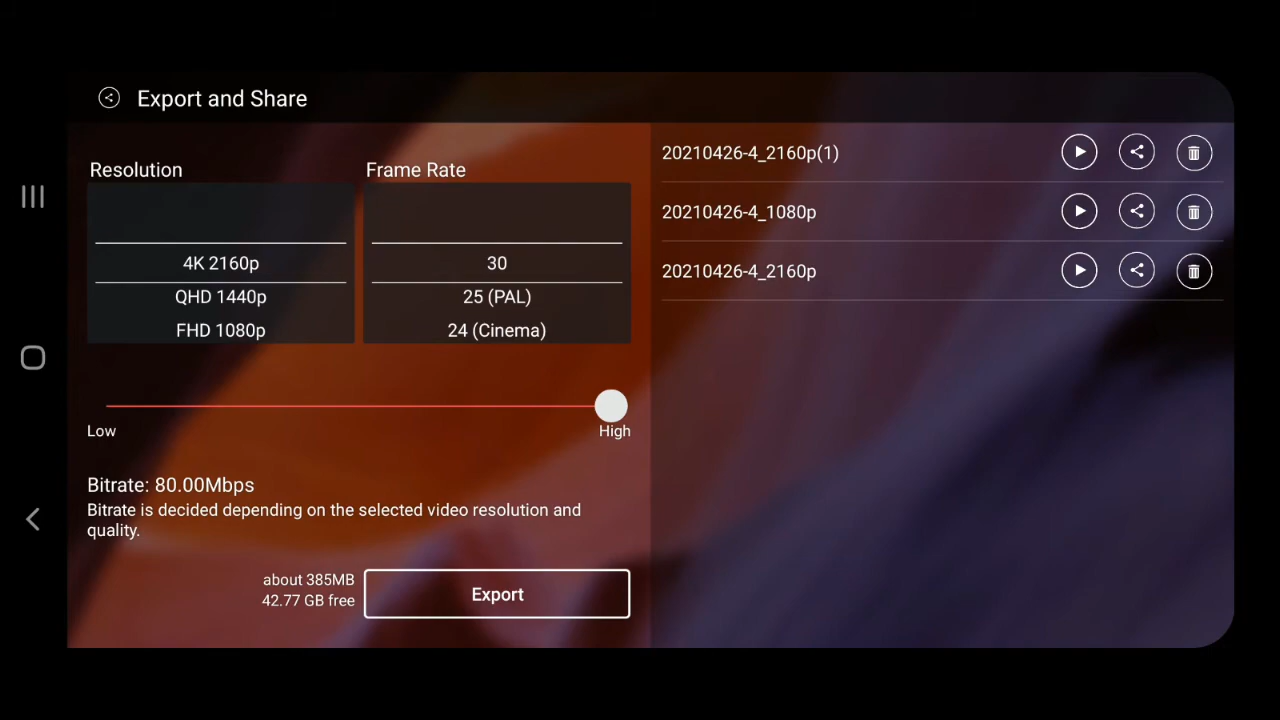 Export and Share
Resolution
Frame Rate
4K 2160p
QHD 1440p
FHD 1080p
30
25 (PAL)
24 (Cinema)
Low
High
Bitrate: 80.00Mbps
Bitrate is decided depending on the selected video resolution and
quality.
about 385MB
42.77 GB free
Export
20210426-4_2160p(1)
20210426-4_1080p
20210426-4_2160p